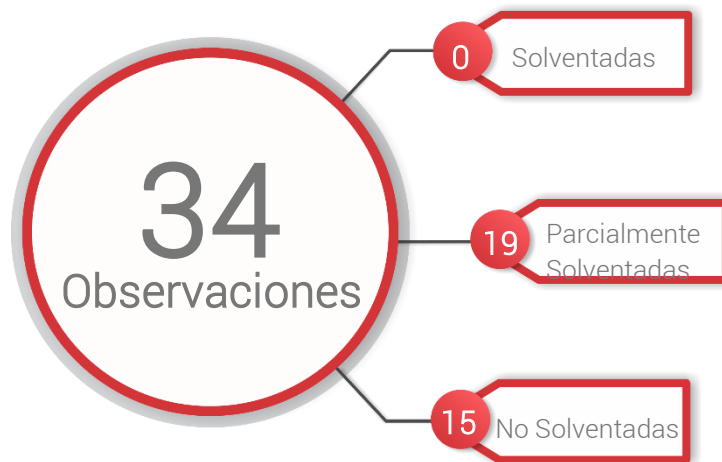 34
Observaciones
0
Solventadas
19
Parcialmente
Solventadas
15
No Solventadas